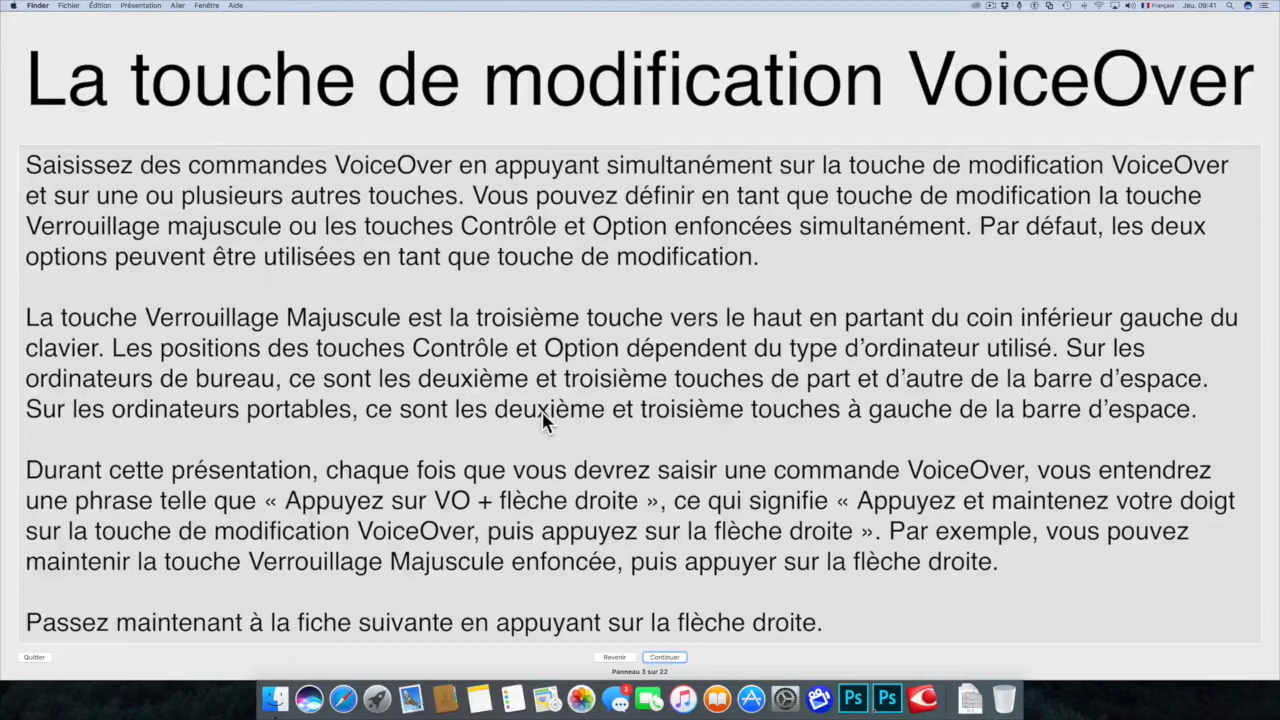 Finder Fichier Édition Présentation Aller Fenêtre Aide Français Jeu. 09:41
La touche de modification VoiceOver
Saisissez des commandes VoiceOver en appuyant simultanément sur la touche de modification VoiceOver
et sur une ou plusieurs autres touches. Vous pouvez définir en tant que touche de modification la touche
Verrouillage majuscule ou les touches Contrôle et Option enfoncées simultanément. Par défaut, les deux
options peuvent être utilisées en tant que touche de modification.
La touche Verrouillage Majuscule est la troisième touche vers le haut en partant du coin inférieur gauche du
clavier. Les positions des touches Contrôle et Option dépendent du type d’ordinateur utilisé. Sur les
ordinateurs de bureau, ce sont les deuxième et troisième touches de part et d’autre de la barre d’espace.
Sur les ordinateurs portables, ce sont les deuxième et troisième touches à gauche de la barre d’espace.
Durant cette présentation, chaque fois que vous devrez saisir une commande VoiceOver, vous entendrez
une phrase telle que « Appuyez sur VO + flèche droite », ce qui signifie « Appuyez et maintenez votre doigt
sur la touche de modification VoiceOver, puis appuyez sur la flèche droite ». Par exemple, vous pouvez
maintenir la touche Verrouillage Majuscule enfoncée, puis appuyer sur la flèche droite.
Passez maintenant à la fiche suivante en appuyant sur la flèche droite.
Quitter Revenir Continuer
Panneau 3 sur 22
3 Ps Ps